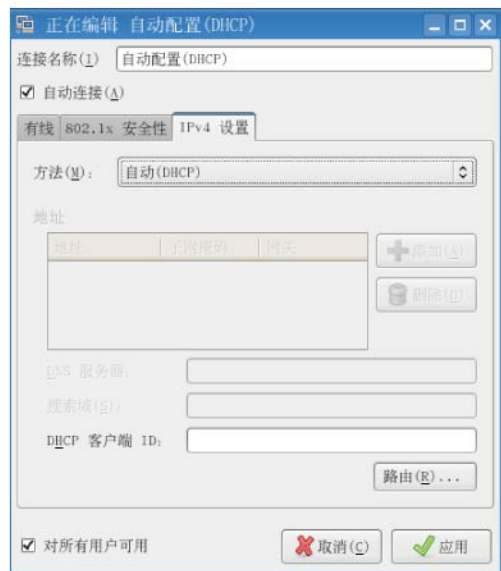 正在编辑 自动配置(DHCP)
连接名称(I) 自动配置(DHCP)
自动连接(A)
有线 802.1x 安全性 IPv4 设置
方法(M): 自动(DHCP)
地址
地址 子网掩码 网关
添加(A)
删除(D)
DNS 服务器:
搜索域(S):
DHCP 客户端 ID:
路由(R)...
对所有用户可用 取消(C) 应用